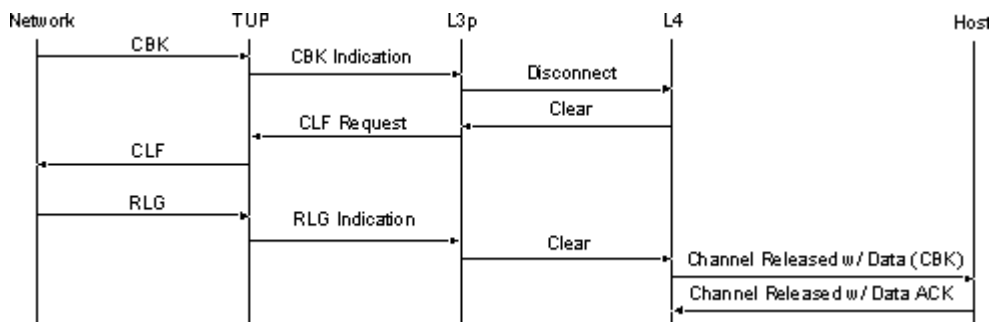 Network TUP L3p L4 Host
CBK
CBK Indication
Disconnect
Clear
CLF Request
CLF
RLG
RLG Indication
Clear
Channel Released w/ Data (CBK)
Channel Released w/ Data ACK